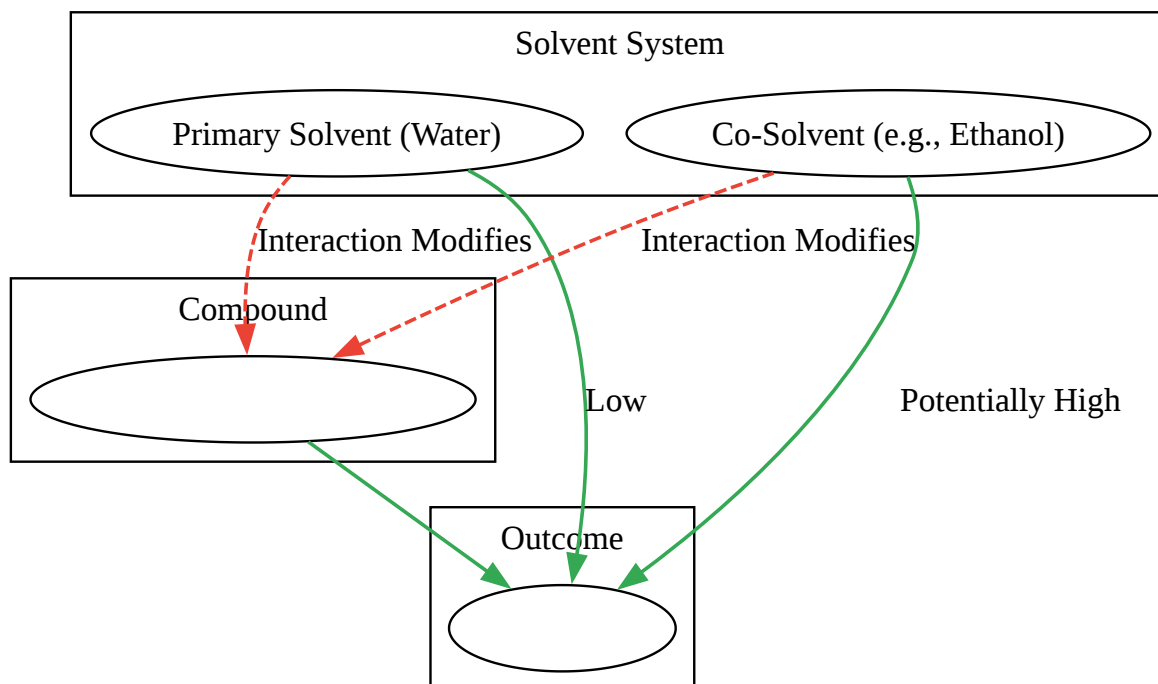 Solvent System
Primary Solvent (Water)
Co-Solvent (e.g., Ethanol)
Interaction Modifies
Interaction Modifies
Compound
Low
Potentially High
Outcome